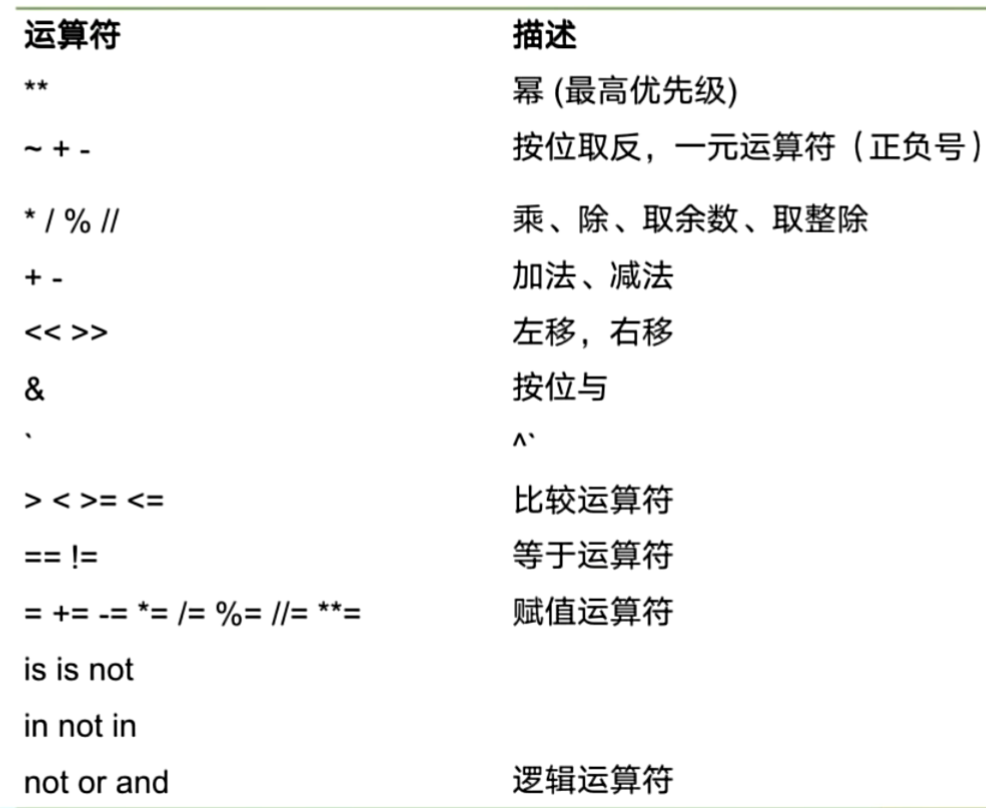 运算符 描述
** 幂 (最高优先级)
~ + - 按位取反，一元运算符（正负号）
* / % // 乘、除、取余数、取整除
+ - 加法、减法
<< >> 左移，右移
& 按位与
` ^`
> < >= <= 比较运算符
== != 等于运算符
= += -= *= /= %= //= **= 赋值运算符
is is not
in not in
not or and 逻辑运算符